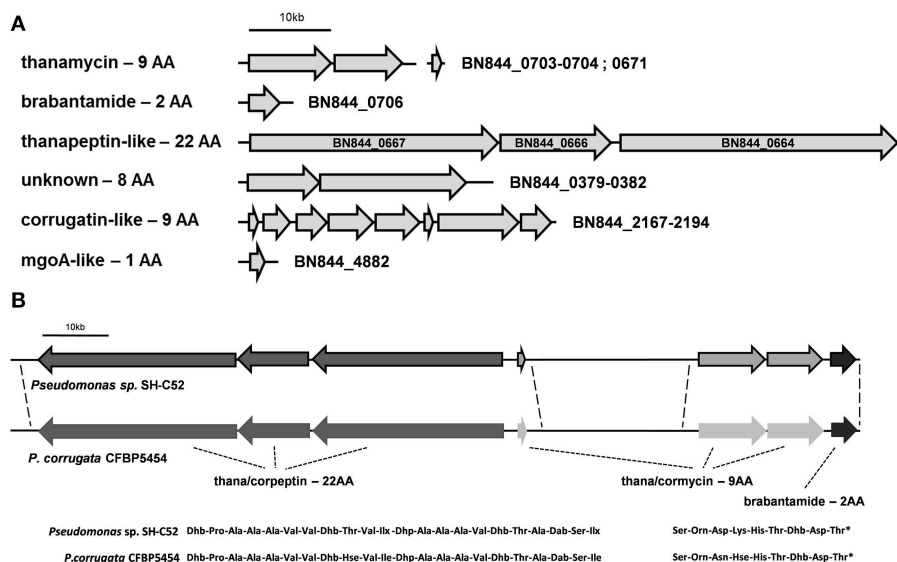 A
10kb
thanamycin – 9 AA
BN844_0703-0704 ; 0671
brabantamide – 2 AA
BN844_0706
thanapeptin-like – 22 AA
BN844_0667
BN844_0666
BN844_0664
unknown – 8 AA
BN844_0379-0382
corrugatin-like – 9 AA
BN844_2167-2194
mgoA-like – 1 AA
BN844_4882
B
10kb
Pseudomonas sp. SH-C52
P. corrugata CFBP5454
thana/corpeptin – 22AA
thana/cormycin – 9AA
brabantamide – 2AA
Pseudomonas sp. SH-C52 Dhb-Pro-Ala-Ala-Ala-Val-Val-Dhb-Thr-Val-Ilx-Dhp-Ala-Ala-Ala-Val-Dhb-Thr-Ala-Dab-Ser-Ilx Ser-Orn-Asp-Lys-His-Thr-Dhb-Asp-Thr*
P.corrugata CFBP5454 Dhb-Pro-Ala-Ala-Ala-Val-Val-Dhb-Hse-Val-Ile-Dhp-Ala-Ala-Ala-Val-Dhb-Thr-Ala-Dab-Ser-Ile Ser-Orn-Asn-Hse-His-Thr-Dhb-Asp-Thr*